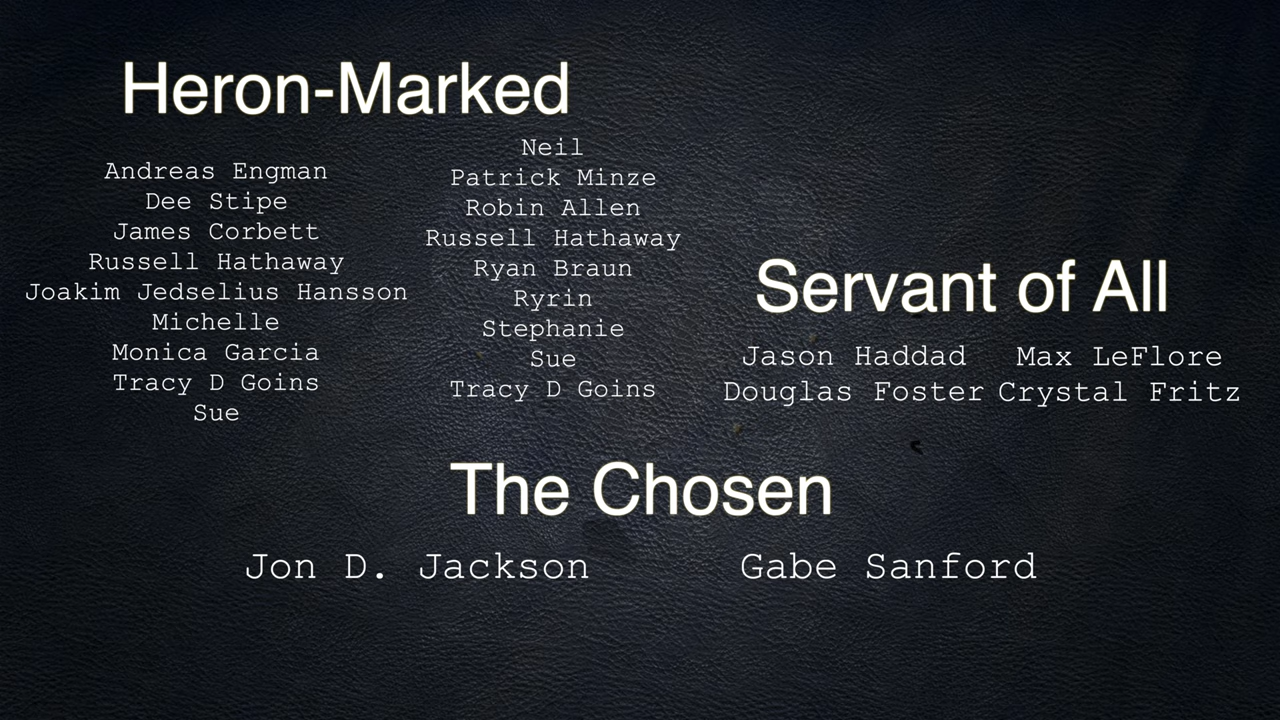 Heron-Marked
Andreas Engman
Dee Stipe
James Corbett
Russell Hathaway
Joakim Jedselius Hansson
Michelle
Monica Garcia
Tracy D Goins
Sue
Neil
Patrick Minze
Robin Allen
Russell Hathaway
Ryan Braun
Ryrin
Stephanie
Sue
Tracy D Goins
Servant of All
Jason Haddad
Douglas Foster
Max LeFlore
Crystal Fritz
The Chosen
Jon D. Jackson
Gabe Sanford